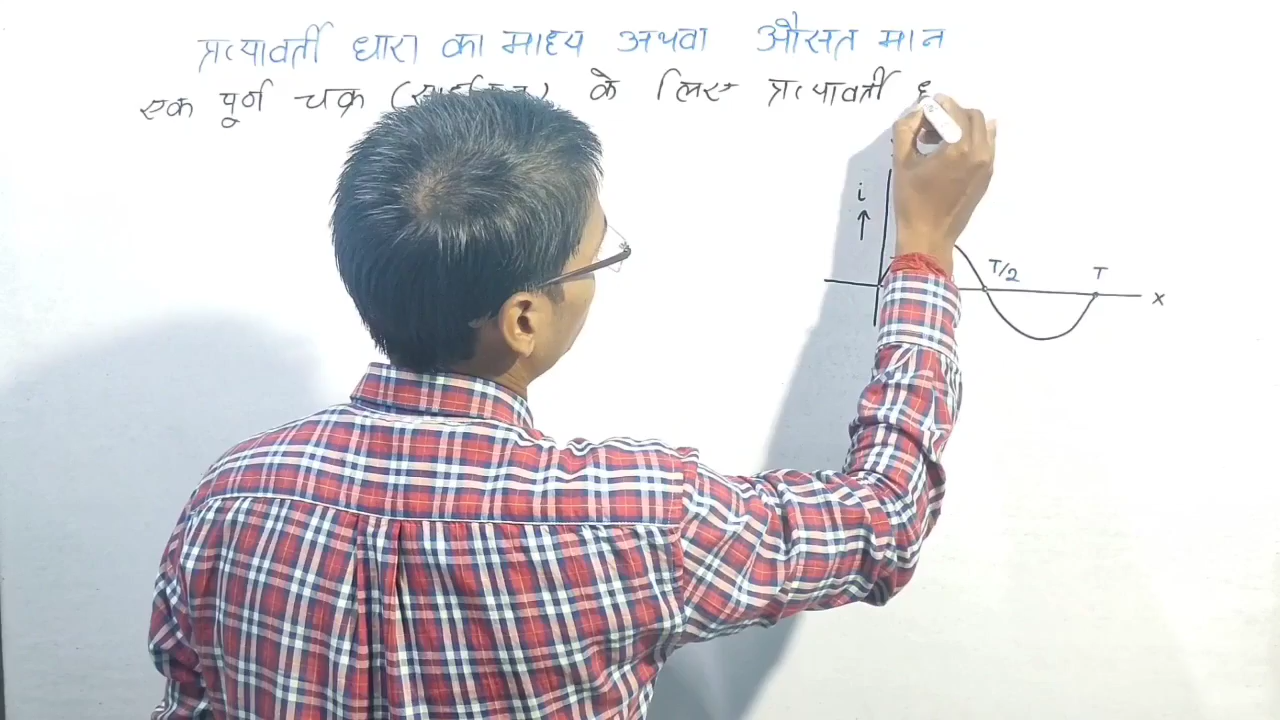 प्रत्यावर्ती धारा का माध्य अथवा औसत मान
एक पूर्ण चक्र के लिए प्रत्यावर्ती
i
↑
T/2
T
x